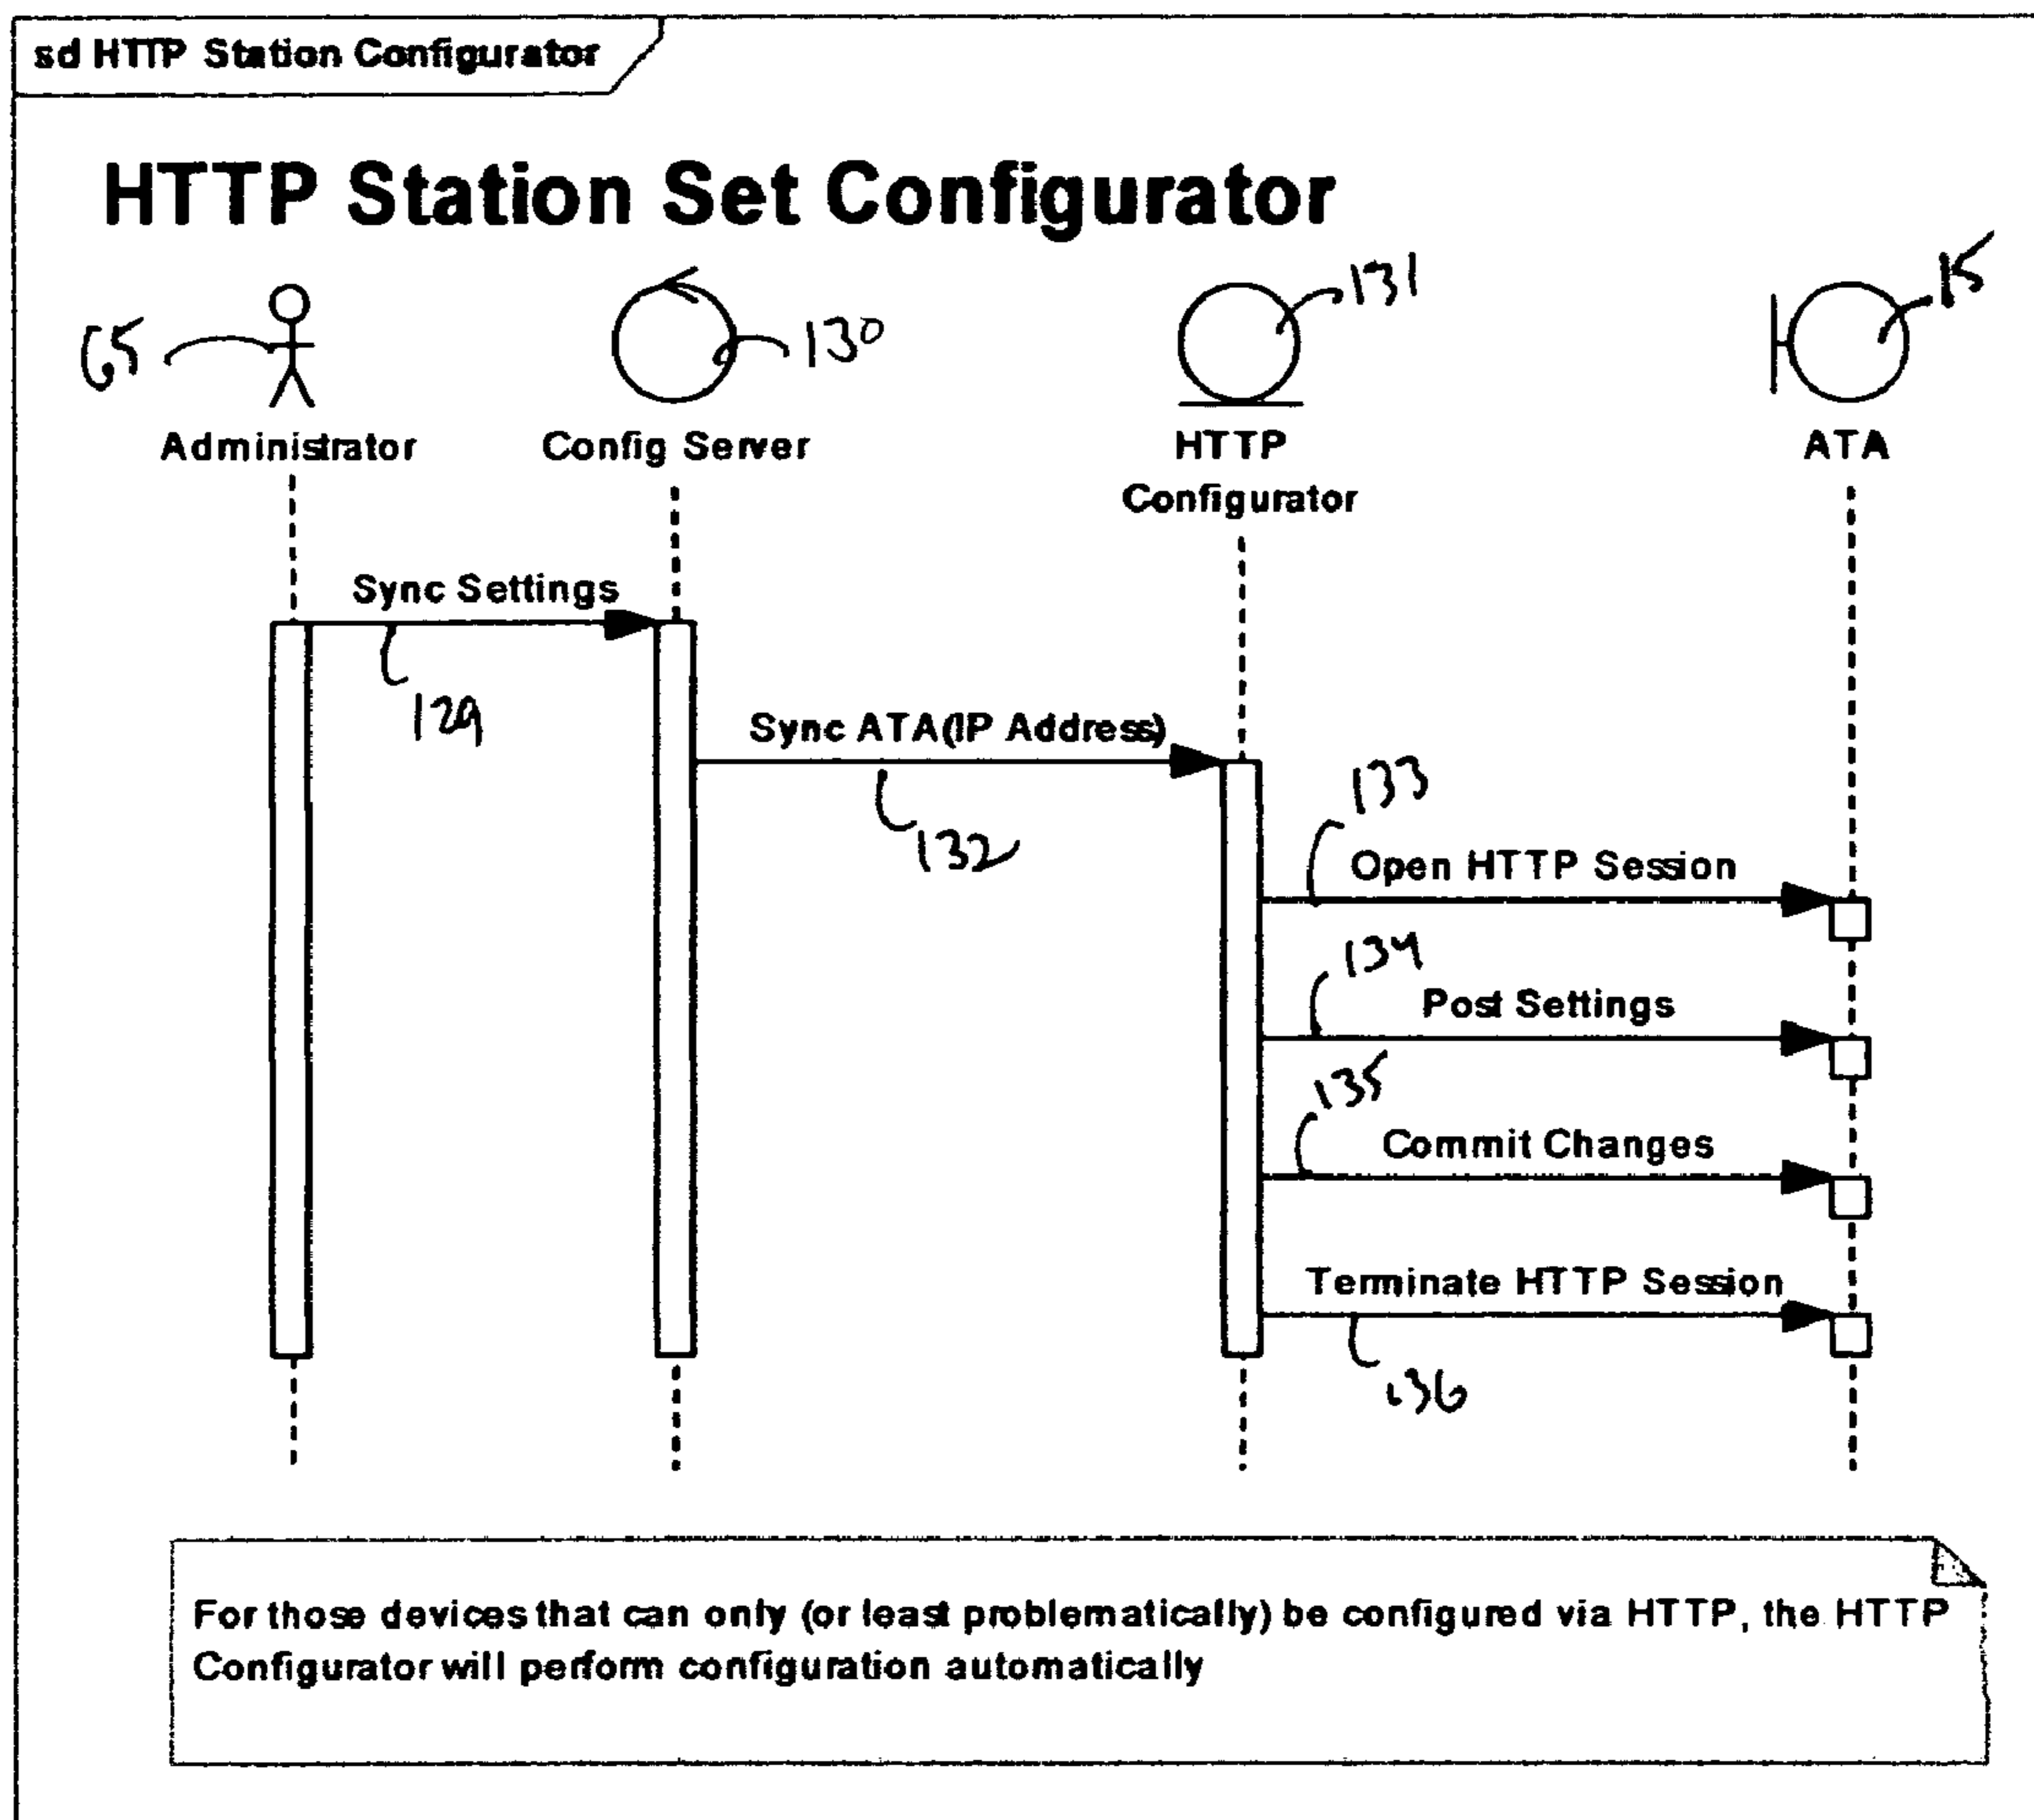 sd HTTP Station Configurator
HTTP Station Set Configurator
65
130
131
15
Administrator
Config Server
HTTP
Configurator
ATA
Sync Settings
129
Sync ATA(IP Address)
132
133
Open HTTP Session
134
Post Settings
135
Commit Changes
Terminate HTTP Session
136
For those devices that can only (or least problematically) be configured via HTTP, the HTTP
Configurator will perform configuration automatically